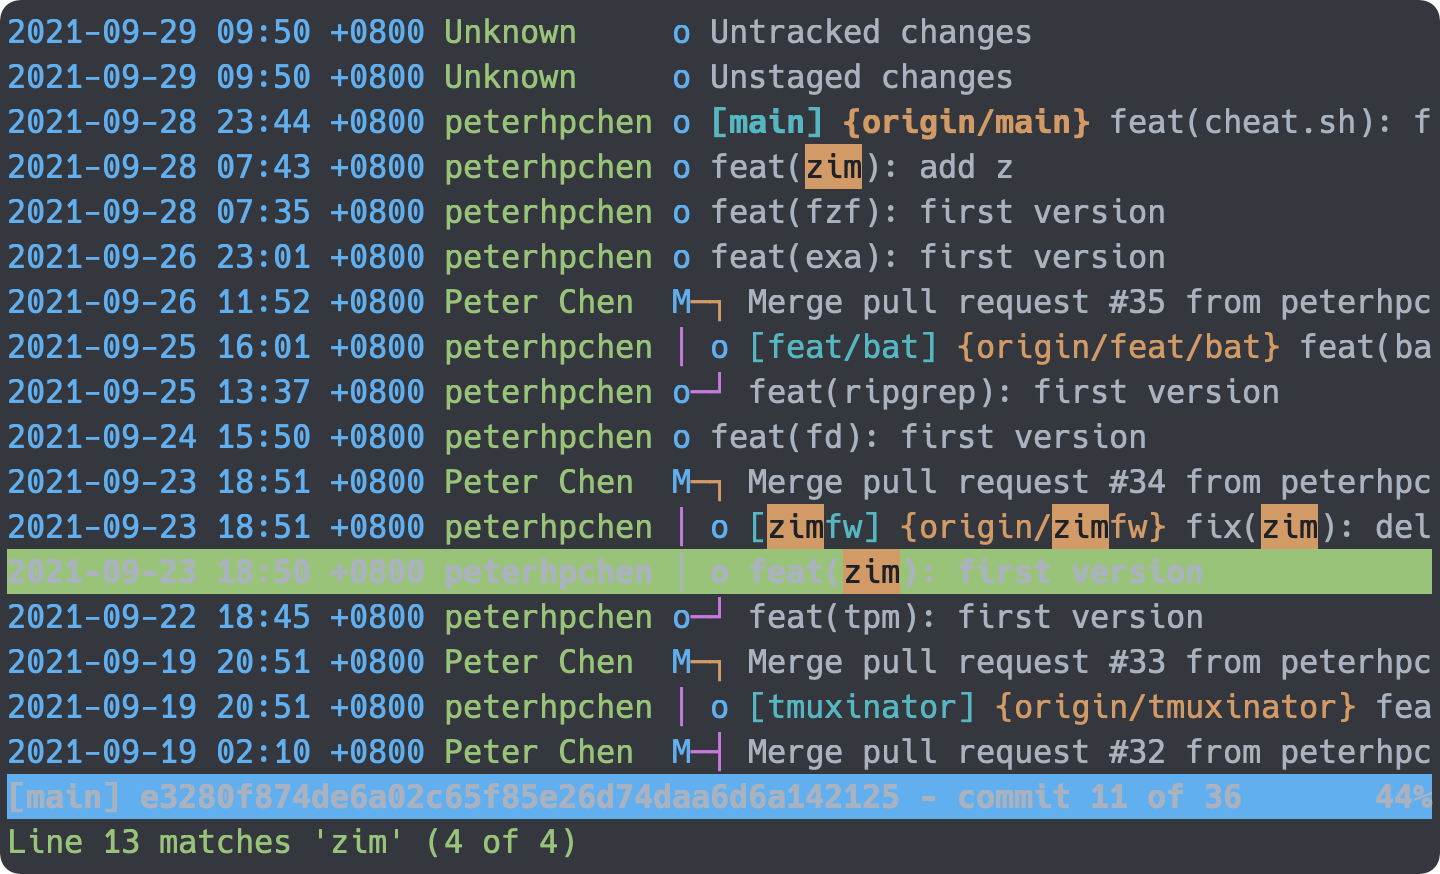 2021-09-29 09:50 +0800 Unknown     o Untracked changes
2021-09-29 09:50 +0800 Unknown     o Unstaged changes
2021-09-28 23:44 +0800 peterhpchen o [main] {origin/main} feat(cheat.sh): f
2021-09-28 07:43 +0800 peterhpchen o feat(zim): add z
2021-09-28 07:35 +0800 peterhpchen o feat(fzf): first version
2021-09-26 23:01 +0800 peterhpchen o feat(exa): first version
2021-09-26 11:52 +0800 Peter Chen  M─┐ Merge pull request #35 from peterhpc
2021-09-25 16:01 +0800 peterhpchen │ o [feat/bat] {origin/feat/bat} feat(ba
2021-09-25 13:37 +0800 peterhpchen o─┘ feat(ripgrep): first version
2021-09-24 15:50 +0800 peterhpchen o feat(fd): first version
2021-09-23 18:51 +0800 Peter Chen  M─┐ Merge pull request #34 from peterhpc
2021-09-23 18:51 +0800 peterhpchen │ o [zimfw] {origin/zimfw} fix(zim): del
2021-09-23 18:50 +0800 peterhpchen │ o feat(zim): first version
2021-09-22 18:45 +0800 peterhpchen o─┘ feat(tpm): first version
2021-09-19 20:51 +0800 Peter Chen  M─┐ Merge pull request #33 from peterhpc
2021-09-19 20:51 +0800 peterhpchen │ o [tmuxinator] {origin/tmuxinator} fea
2021-09-19 02:10 +0800 Peter Chen  M─┤ Merge pull request #32 from peterhpc
[main] e3280f874de6a02c65f85e26d74daa6d6a142125 - commit 11 of 36       44%
Line 13 matches 'zim' (4 of 4)